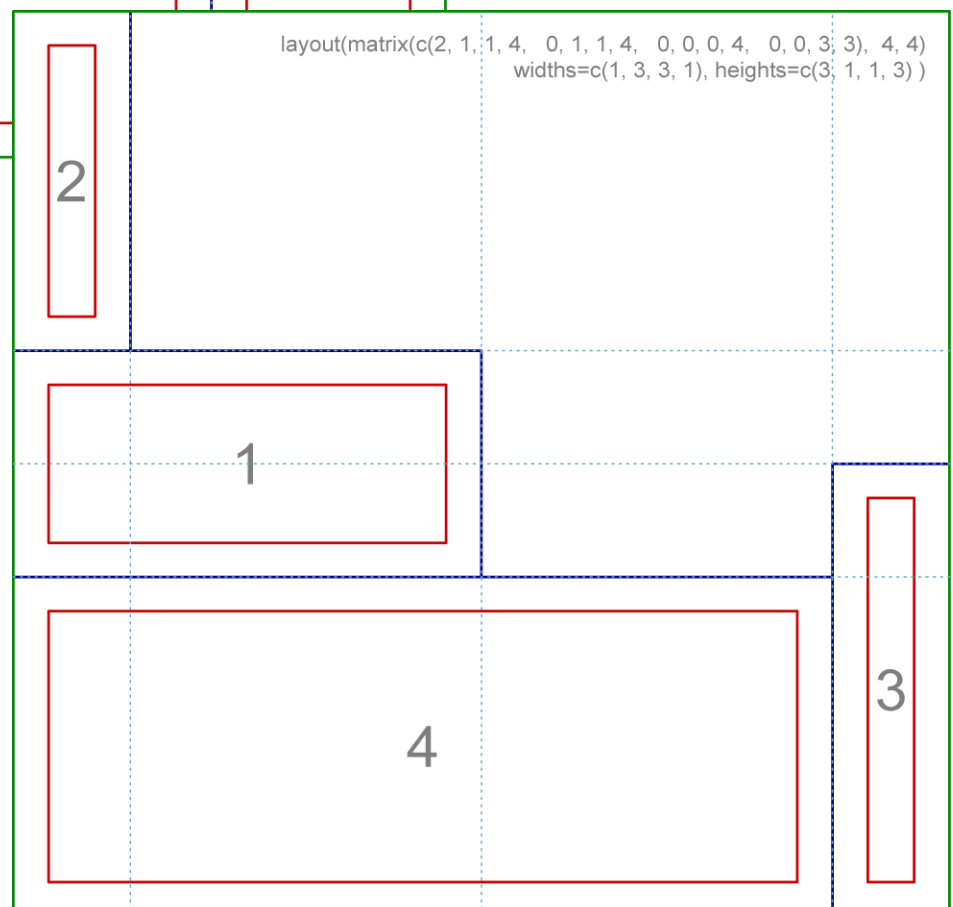 layout(matrix(c(2, 1, 1, 4, 0, 1, 1, 4, 0, 0, 0, 4, 0, 0, 3, 3), 4, 4)
widths=c(1, 3, 3, 1), heights=c(3, 1, 1, 3) )
2
1
3
4